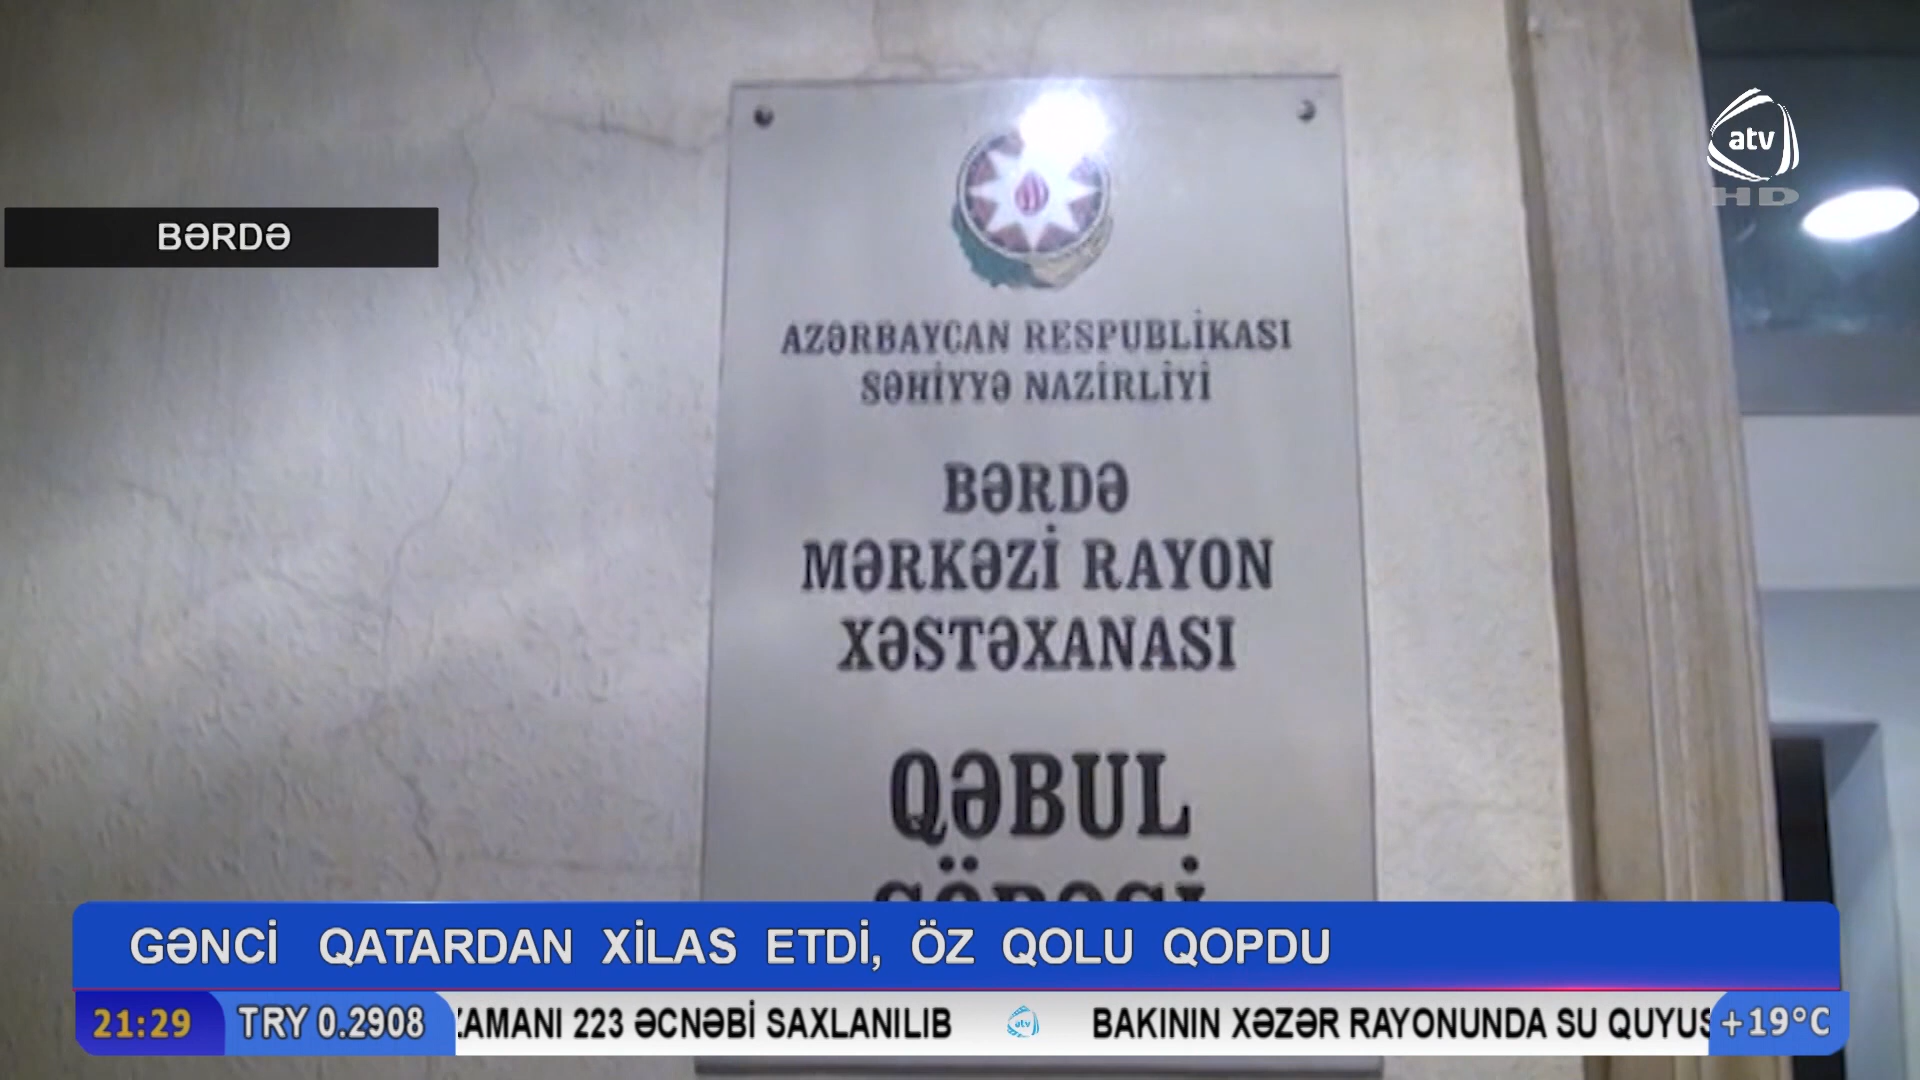 atv
HD
BƏRDƏ
AZƏRBAYCAN RESPUBLİKASI
SƏHİYYƏ NAZİRLİYİ
BƏRDƏ
MƏRKƏZİ RAYON
XƏSTƏXANASI
QƏBUL
GƏNCİ QATARDAN XİLAS ETDİ, ÖZ QOLU QOPDU
21:29 TRY 0.2908 ZAMANI 223 ƏCNƏBİ SAXLANILIB atv BAKININ XƏZƏR RAYONUNDA SU QUYUS +19°C